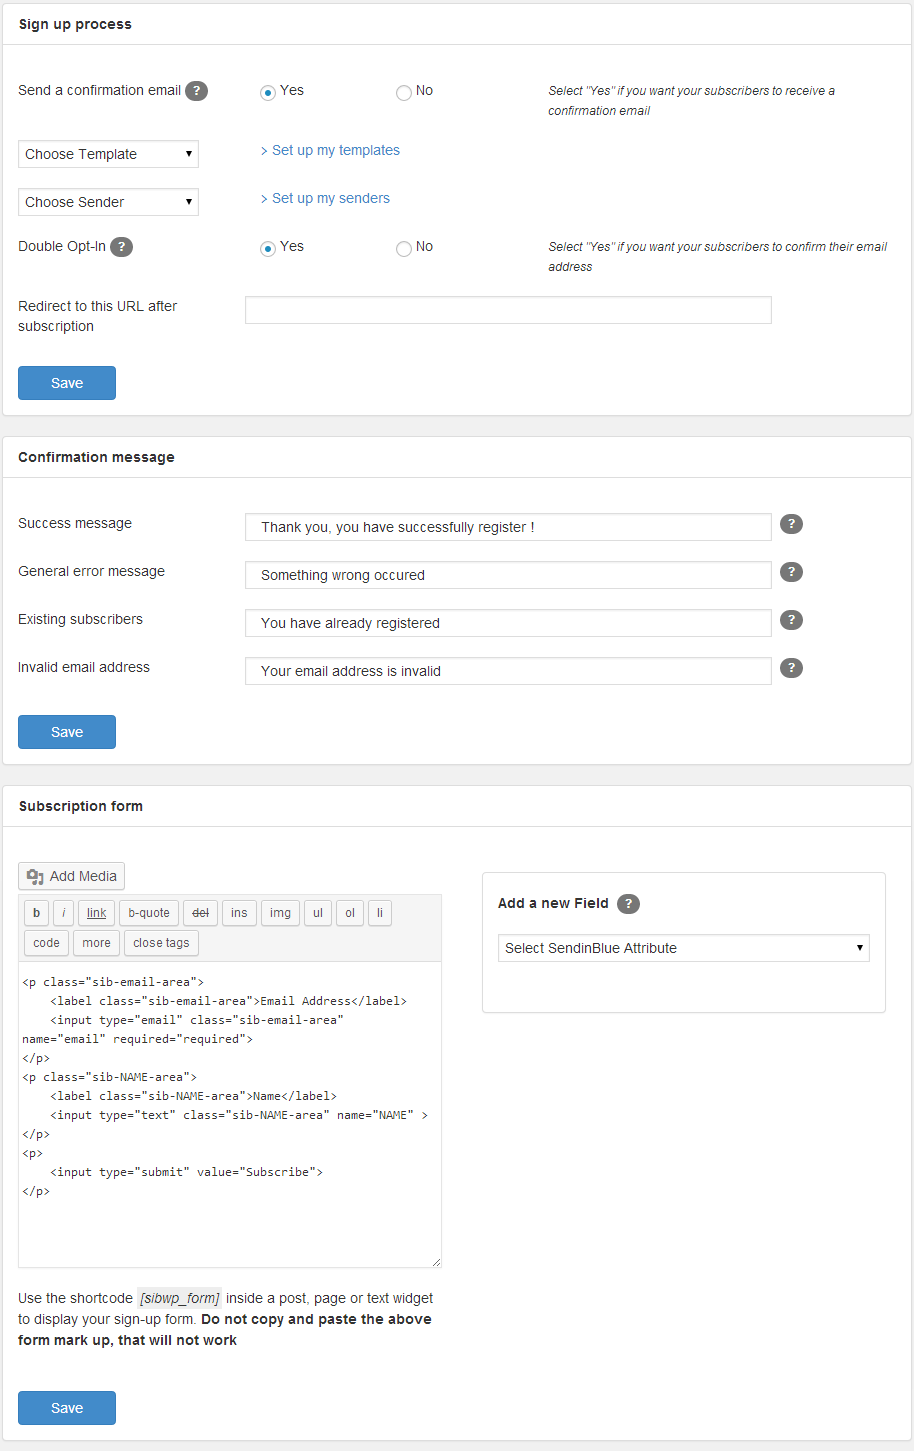 Sign up process
Send a confirmation email ?
Yes
No
Select "Yes" if you want your subscribers to receive a
confirmation email
Choose Template
> Set up my templates
Choose Sender
> Set up my senders
Double Opt-In ?
Yes
No
Select "Yes" if you want your subscribers to confirm their email
address
Redirect to this URL after
subscription
Save
Confirmation message
Success message
Thank you, you have successfully register !
?
General error message
Something wrong occured
?
Existing subscribers
You have already registered
?
Invalid email address
Your email address is invalid
?
Save
Subscription form
Add Media
b i link b-quote del ins img ul ol li
code more close tags
<p class="sib-email-area">
    <label class="sib-email-area">Email Address</label>
    <input type="email" class="sib-email-area"
name="email" required="required">
</p>
<p class="sib-NAME-area">
    <label class="sib-NAME-area">Name</label>
    <input type="text" class="sib-NAME-area" name="NAME" >
</p>
<p>
    <input type="submit" value="Subscribe">
</p>
Add a new Field ?
Select SendinBlue Attribute
Use the shortcode [sibwp_form] inside a post, page or text widget
to display your sign-up form. Do not copy and paste the above
form mark up, that will not work
Save